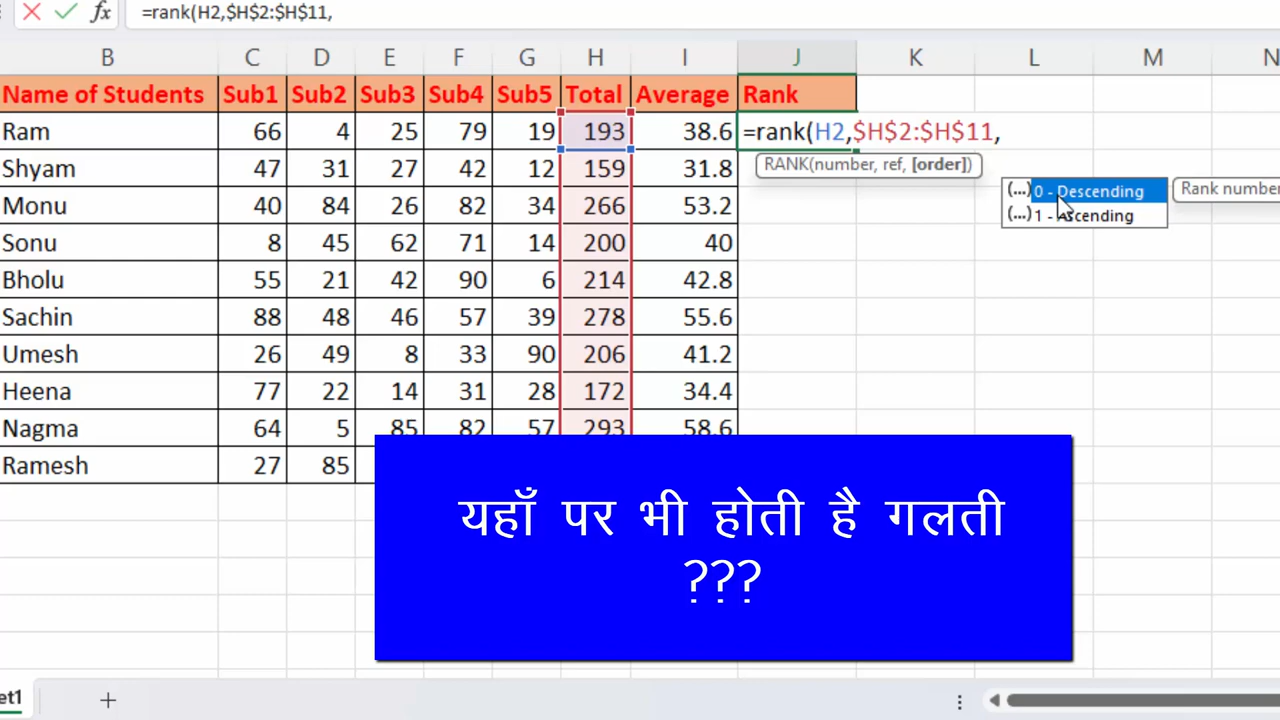 =rank(H2,$H$2:$H$11,
B C D E F G H I J K L M N
Name of Students Sub1 Sub2 Sub3 Sub4 Sub5 Total Average Rank
Ram 66 4 25 79 19 193 38.6 =rank(H2,$H$2:$H$11,
RANK(number, ref, [order])
Shyam 47 31 27 42 12 159 31.8
(...) 0 - Descending Rank number
(...) 1 - Ascending
Monu 40 84 26 82 34 266 53.2
Sonu 8 45 62 71 14 200 40
Bholu 55 21 42 90 6 214 42.8
Sachin 88 48 46 57 39 278 55.6
Umesh 26 49 8 33 90 206 41.2
Heena 77 22 14 31 28 172 34.4
Nagma 64 5 85 82 57 293 58.6
Ramesh 27 85
यहाँ पर भी होती है गलती
???
et1